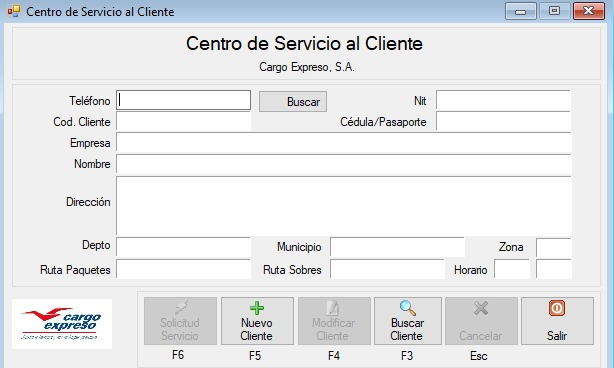 Centro de Servicio al Cliente
Centro de Servicio al Cliente
Cargo Expreso, S.A.
Teléfono Buscar Nit
Cod. Cliente Cédula/Pasaporte
Empresa
Nombre
Dirección
Depto Municipio Zona
Ruta Paquetes Ruta Sobres Horario
cargo
expreso
Solicitud
Servicio
Nuevo
Cliente
Modificar
Cliente
Buscar
Cliente
Cancelar
Salir
F6 F5 F4 F3 Esc